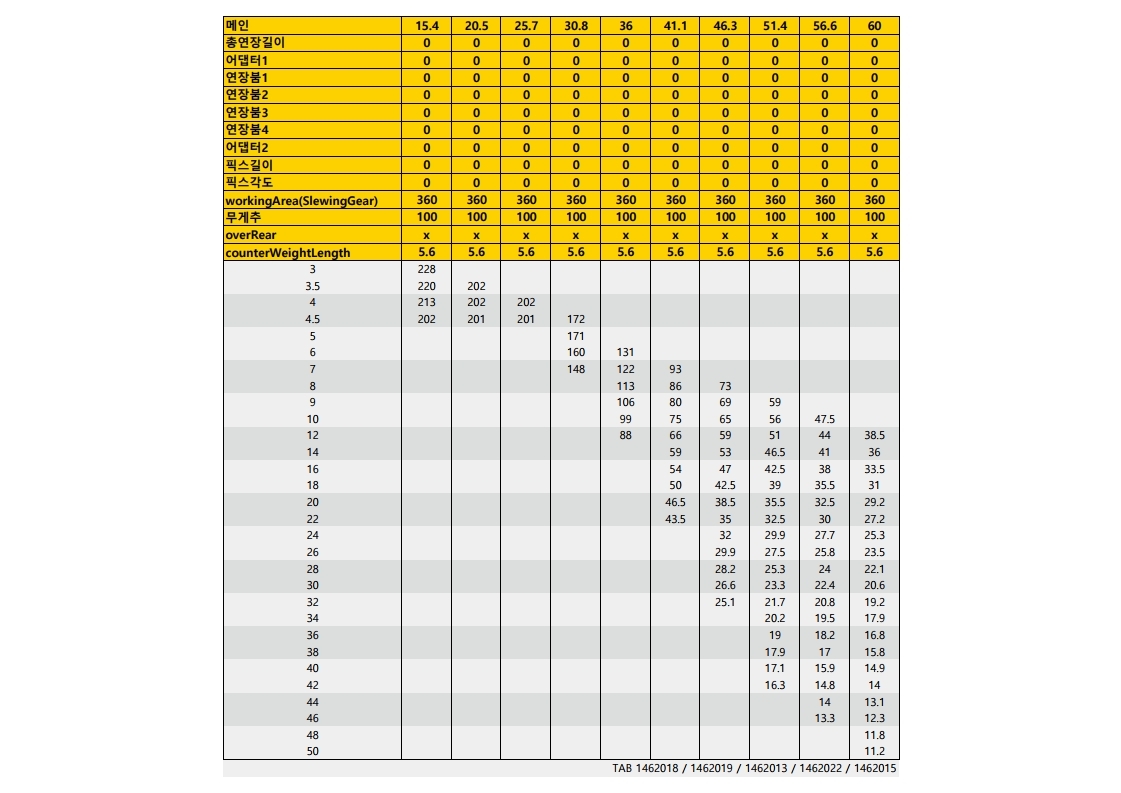 메인 15.4 20.5 25.7 30.8 36 41.1 46.3 51.4 56.6 60
총연장길이 0 0 0 0 0 0 0 0 0 0
어댑터1 0 0 0 0 0 0 0 0 0 0
연장붐1 0 0 0 0 0 0 0 0 0 0
연장붐2 0 0 0 0 0 0 0 0 0 0
연장붐3 0 0 0 0 0 0 0 0 0 0
연장붐4 0 0 0 0 0 0 0 0 0 0
어댑터2 0 0 0 0 0 0 0 0 0 0
픽스길이 0 0 0 0 0 0 0 0 0 0
픽스각도 0 0 0 0 0 0 0 0 0 0
workingArea(SlewingGear) 360 360 360 360 360 360 360 360 360 360
무게추 100 100 100 100 100 100 100 100 100 100
overRear x x x x x x x x x x
counterWeightLength 5.6 5.6 5.6 5.6 5.6 5.6 5.6 5.6 5.6 5.6
3 228
3.5 220 202
4 213 202 202
4.5 202 201 201 172
5 171
6 160 131
7 148 122 93
8 113 86 73
9 106 80 69 59
10 99 75 65 56 47.5
12 88 66 59 51 44 38.5
14 59 53 46.5 41 36
16 54 47 42.5 38 33.5
18 50 42.5 39 35.5 31
20 46.5 38.5 35.5 32.5 29.2
22 43.5 35 32.5 30 27.2
24 32 29.9 27.7 25.3
26 29.9 27.5 25.8 23.5
28 28.2 25.3 24 22.1
30 26.6 23.3 22.4 20.6
32 25.1 21.7 20.8 19.2
34 20.2 19.5 17.9
36 19 18.2 16.8
38 17.9 17 15.8
40 17.1 15.9 14.9
42 16.3 14.8 14
44 14 13.1
46 13.3 12.3
48 11.8
50 11.2
TAB 1462018 / 1462019 / 1462013 / 1462022 / 1462015